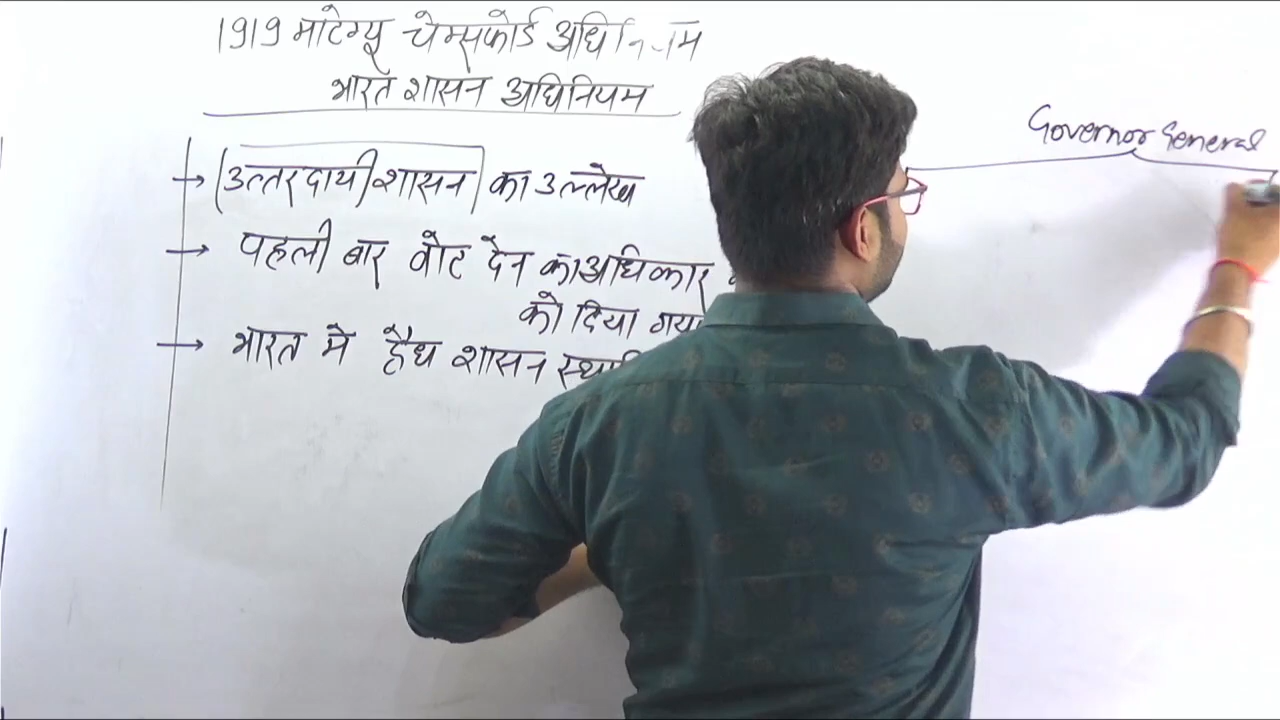 1919 मांटेग्यू चेम्सफोर्ड अधिनियम
भारत शासन अधिनियम
(उत्तरदायी शासन) का उल्लेख
पहली बार वोट देन का अधिकार
को दिया गया
भारत मे द्वैध शासन
Governor General